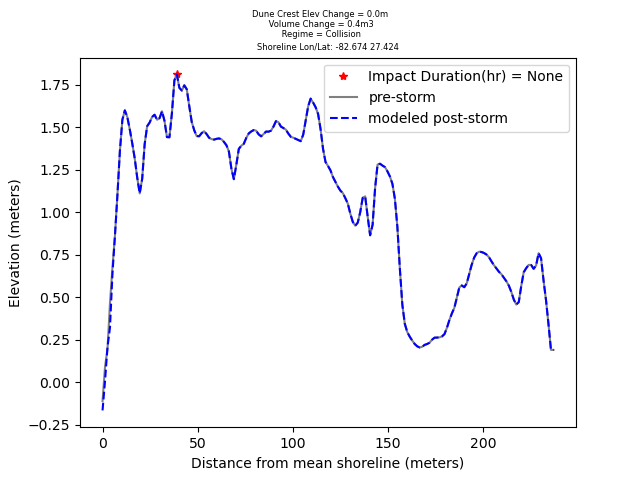 Dune Crest Elev Change = 0.0m
Volume Change = 0.4m3
Regime = Collision
Shoreline Lon/Lat: -82.674 27.424
Impact Duration(hr) = None
pre-storm
modeled post-storm
Elevation (meters)
1.75
1.50
1.25
1.00
0.75
0.50
0.25
0.00
−0.25
0 50 100 150 200
Distance from mean shoreline (meters)